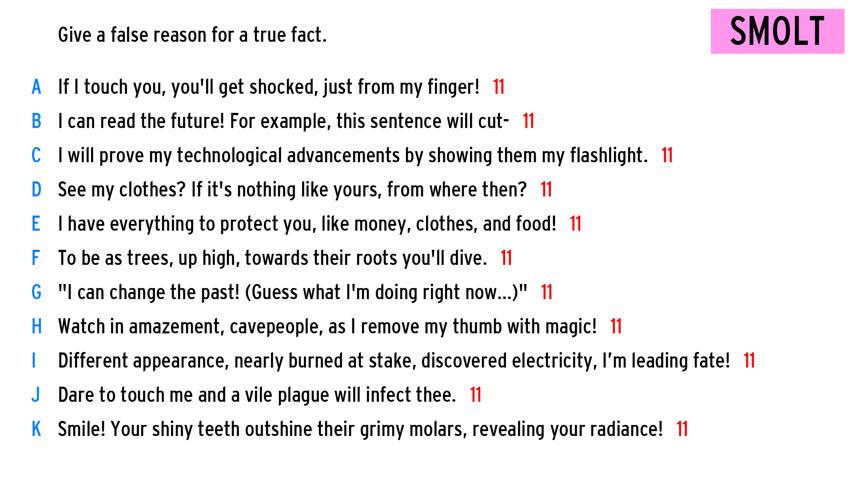 Give a false reason for a true fact.
SMOLT
A If I touch you, you'll get shocked, just from my finger! 11
B I can read the future! For example, this sentence will cut- 11
C I will prove my technological advancements by showing them my flashlight. 11
D See my clothes? If it's nothing like yours, from where then? 11
E I have everything to protect you, like money, clothes, and food! 11
F To be as trees, up high, towards their roots you'll dive. 11
G "I can change the past! (Guess what I'm doing right now...)" 11
H Watch in amazement, cavepeople, as I remove my thumb with magic! 11
I Different appearance, nearly burned at stake, discovered electricity, I’m leading fate! 11
J Dare to touch me and a vile plague will infect thee. 11
K Smile! Your shiny teeth outshine their grimy molars, revealing your radiance! 11